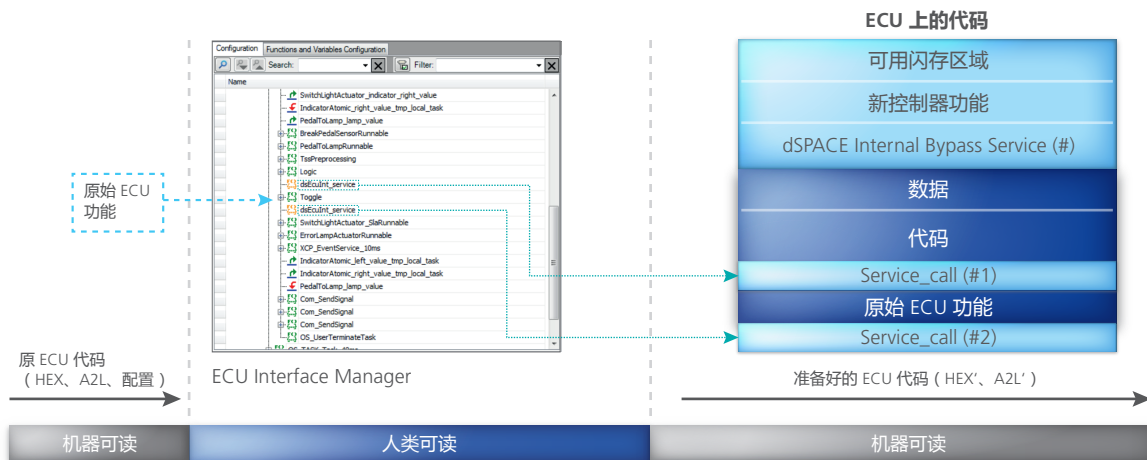 ECU 上的代码
Configuration Functions and Variables Configuration
Search: Filter:
Name
SwitchLightActuator_indicator_right_value
IndicatorAtomic_right_value_tmp_local_task
PedalToLamp_lamp_value
BreakPedalSensorRunnable
PedalToLampRunnable
TssPreprocessing
Logic
dsEcuInt_service
Toggle
dsEcuInt_service
SwitchLightActuator_SlaRunnable
ErrorLampActuatorRunnable
XCP_EventService_10ms
IndicatorAtomic_left_value_tmp_local_task
IndicatorAtomic_right_value_tmp_local_task
PedalToLamp_lamp_value
Com_SendSignal
Com_SendSignal
Com_SendSignal
OS_UserTerminateTask
原始 ECU
功能
可用闪存区域
新控制器功能
dSPACE Internal Bypass Service (#)
数据
代码
Service_call (#1)
原始 ECU 功能
Service_call (#2)
原 ECU 代码
（HEX、A2L、配置）
ECU Interface Manager
准备好的 ECU 代码（HEX’、A2L’）
机器可读
人类可读
机器可读